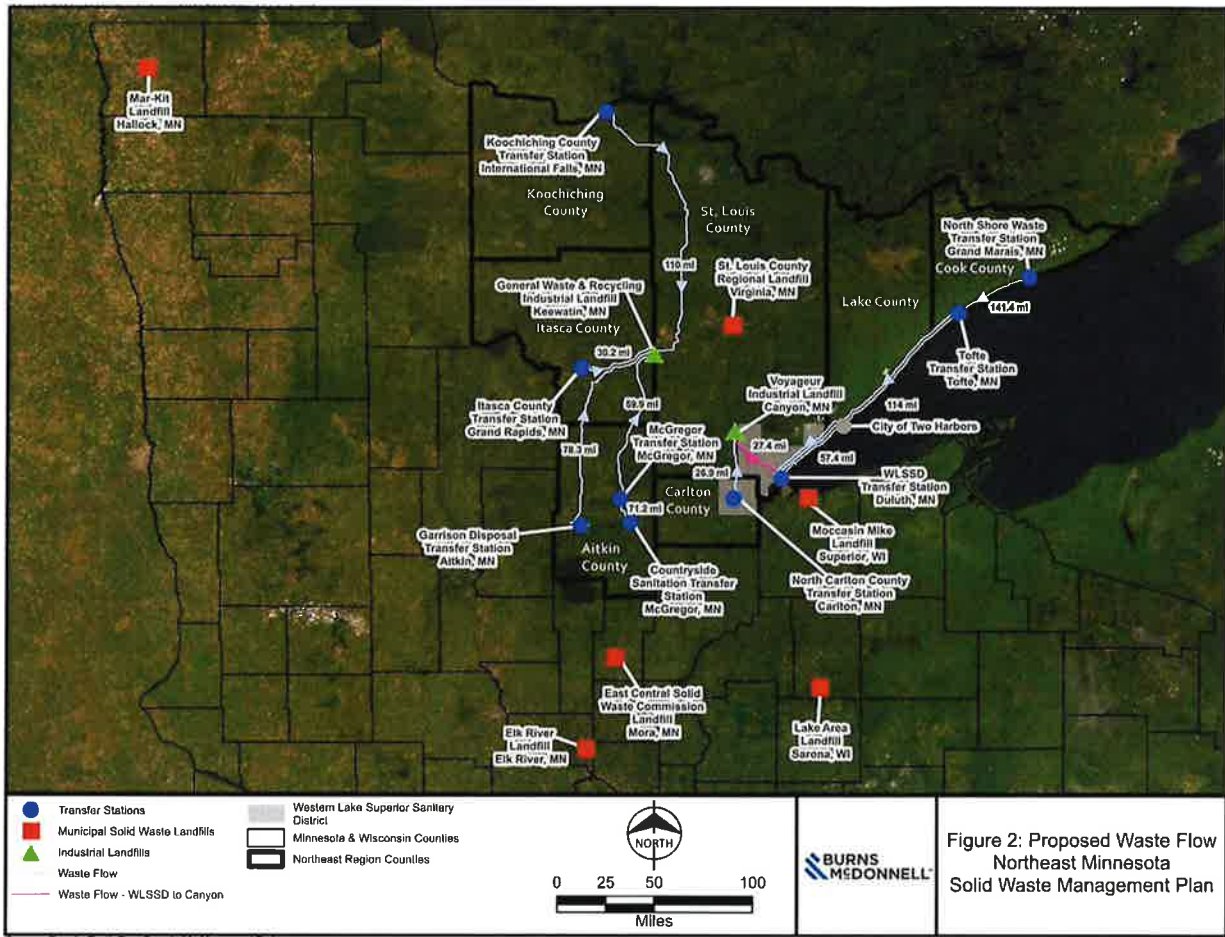 Mar-Kit
Landfill
Hallock, MN
Koochiching County
Transfer Station
International Falls, MN
Knochiching
County
St. Louis
County
110 mi
North Shore Waste
Transfer Station
Grand Marais, MN
Cook County
General Waste & Recycling
Industrial Landfill
Keewatin, MN
Itasca County
St. Louis County
Regional Landfill
Virginia, MN
Lake County
141.4 mi
30.2 mi
Tofte
Transfer Station
Tofte, MN
Itasca County
Transfer Station
Grand Rapids, MN
Voyageur
Industrial Landfill
Canyon, MN
114 mi
City of Two Harbors
78.3 mi
McGregor
Transfer Station
McGregor, MN
27.4 mi
57.4 mi
26.9 mi
WLSSD
Transfer Station
Duluth, MN
Carlton
County
71.2 mi
Garrison Disposal
Transfer Station
Aitkin, MN
Aitkin
County
Moccasin Mike
Landfill
Superior, WI
Countryside
Sanitation Transfer
Station
McGregor, MN
North Carlton County
Transfer Station
Carlton, MN
East Central Solid
Waste Commission
Landfill
Mora, MN
Elk River
Landfill
Elk River, MN
Lake Area
Landfill
Sarona, WI
Transfer Stations
Municipal Solid Waste Landfills
Industrial Landfills
Waste Flow
Waste Flow - WLSSD to Canyon
Western Lake Superior Sanitary
District
Minnesota & Wisconsin Counties
Northeast Region Counties
NORTH
0 25 50 100
Miles
BURNS
McDONNELL
Figure 2: Proposed Waste Flow
Northeast Minnesota
Solid Waste Management Plan